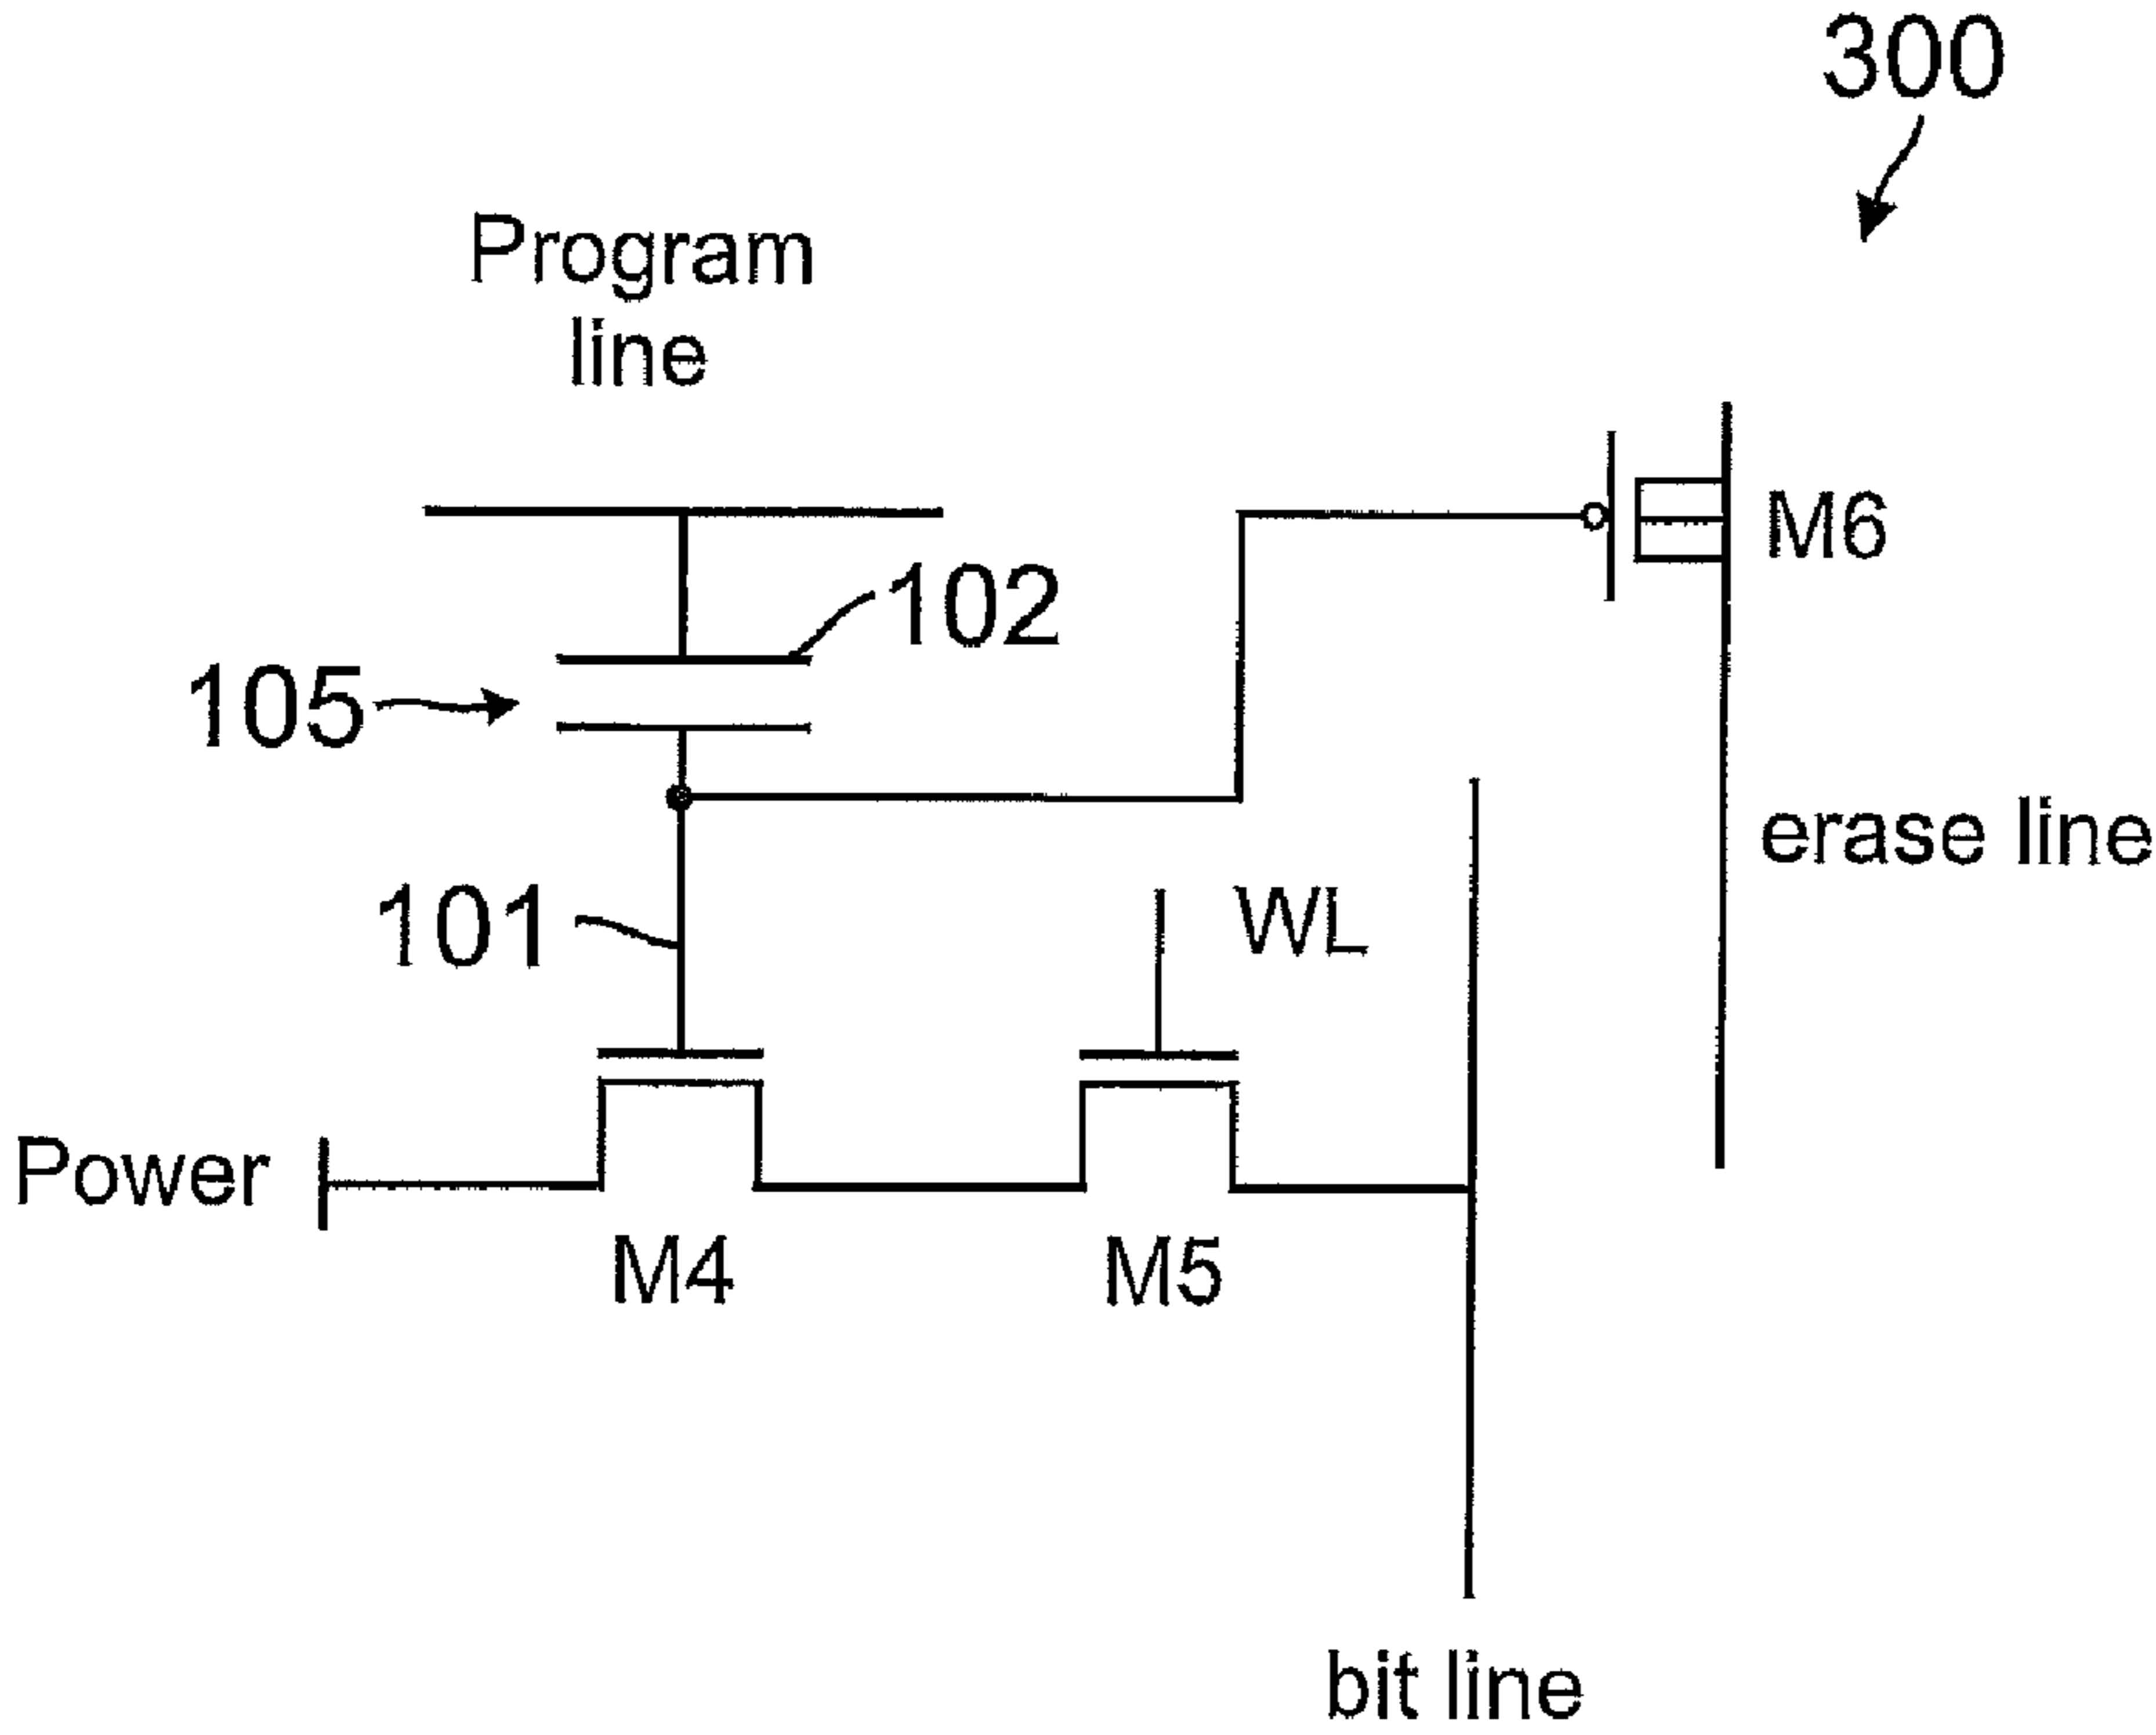 300
Program
line
102
105
M6
erase line
101
WL
Power
M4
M5
bit line